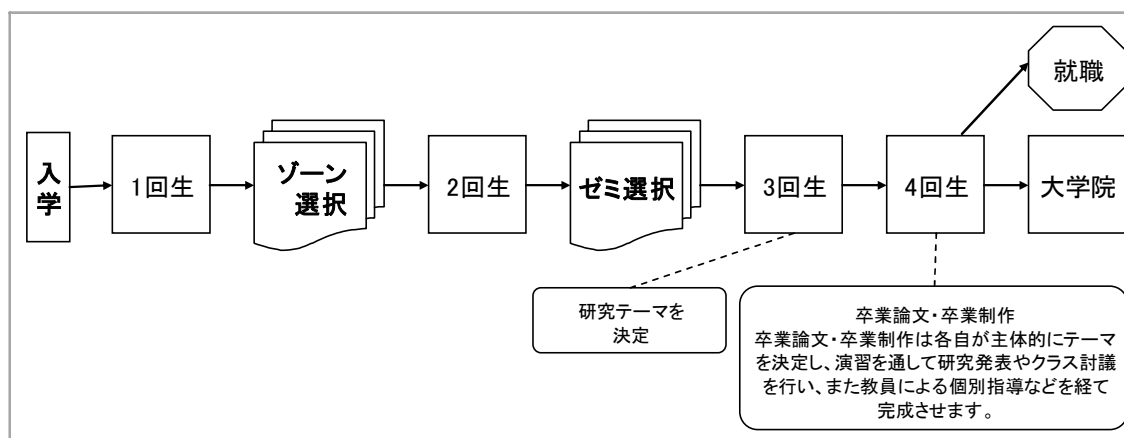 就職
入
学
1回生
ゾーン
選択
2回生
ゼミ選択
3回生
4回生
大学院
研究テーマを
決定
卒業論文・卒業制作
卒業論文・卒業制作は各自が主体的にテーマ
を決定し、演習を通して研究発表やクラス討議
を行い、また教員による個別指導などを経て
完成させます。